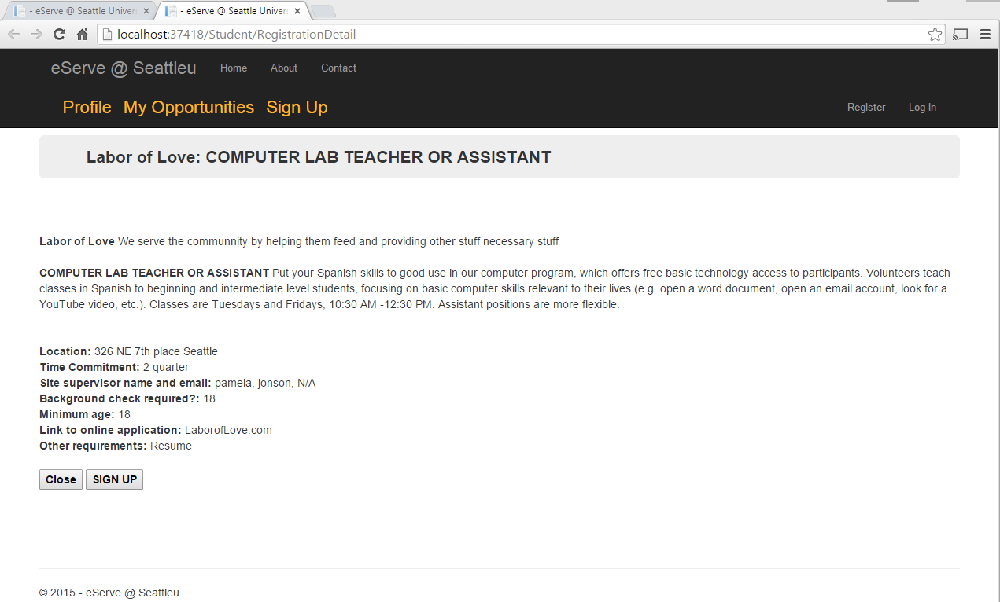 - eServe @ Seattle Univer
- eServe @ Seattle Univer
localhost:37418/Student/RegistrationDetail
eServe @ Seattleu Home About Contact
Profile My Opportunities Sign Up Register Log in
Labor of Love: COMPUTER LAB TEACHER OR ASSISTANT
Labor of Love We serve the communnity by helping them feed and providing other stuff necessary stuff
COMPUTER LAB TEACHER OR ASSISTANT Put your Spanish skills to good use in our computer program, which offers free basic technology access to participants. Volunteers teach
classes in Spanish to beginning and intermediate level students, focusing on basic computer skills relevant to their lives (e.g. open a word document, open an email account, look for a
YouTube video, etc.). Classes are Tuesdays and Fridays, 10:30 AM -12:30 PM. Assistant positions are more flexible.
Location: 326 NE 7th place Seattle
Time Commitment: 2 quarter
Site supervisor name and email: pamela, jonson, N/A
Background check required?: 18
Minimum age: 18
Link to online application: LaborofLove.com
Other requirements: Resume
Close SIGN UP
© 2015 - eServe @ Seattleu